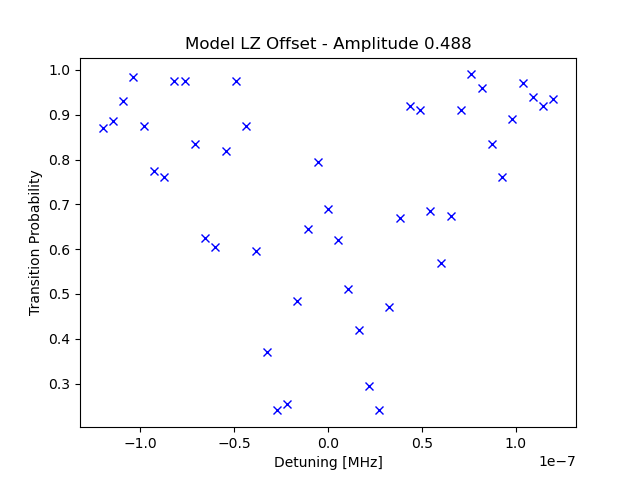 Model LZ Offset - Amplitude 0.488
Transition Probability
1.0
0.9
0.8
0.7
0.6
0.5
0.4
0.3
−1.0 −0.5 0.0 0.5 1.0
1e−7
Detuning [MHz]